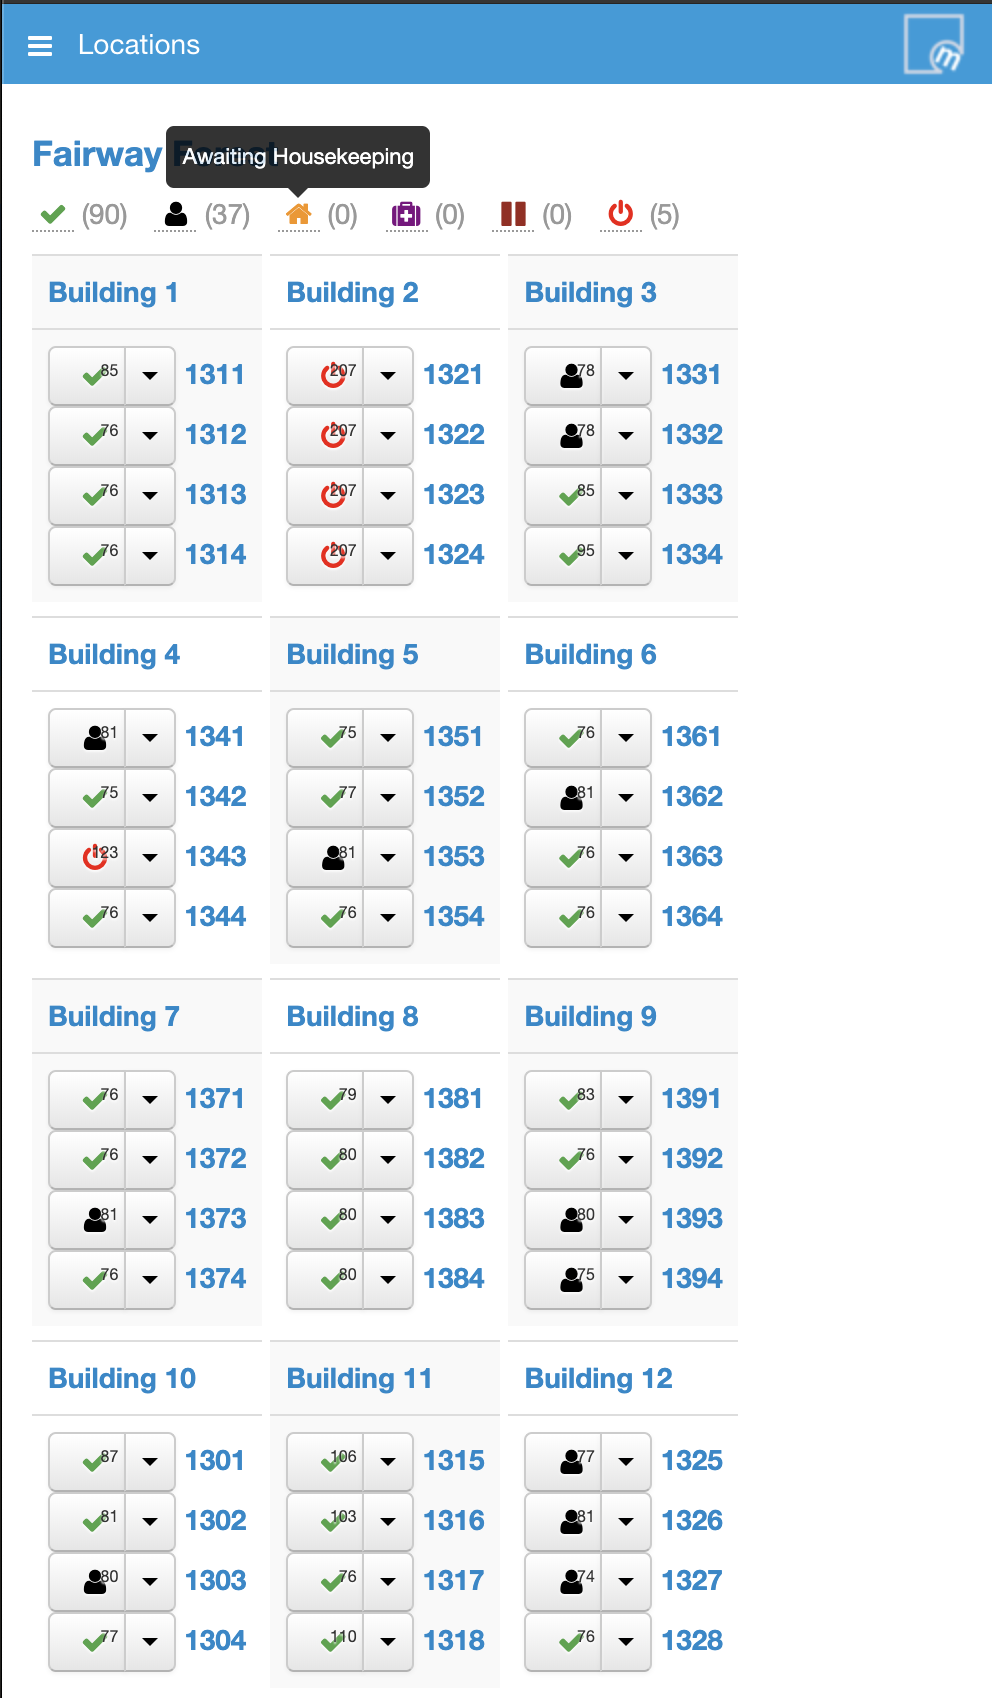 Locations
Fairway Forest
Awaiting Housekeeping
(90) (37) (0) (0) (0) (5)
Building 1 Building 2 Building 3
85 1311 207 1321 78 1331
76 1312 207 1322 78 1332
76 1313 207 1323 85 1333
76 1314 207 1324 95 1334
Building 4 Building 5 Building 6
81 1341 75 1351 76 1361
75 1342 77 1352 81 1362
123 1343 81 1353 76 1363
76 1344 76 1354 76 1364
Building 7 Building 8 Building 9
76 1371 79 1381 83 1391
76 1372 80 1382 76 1392
81 1373 80 1383 80 1393
76 1374 80 1384 75 1394
Building 10 Building 11 Building 12
87 1301 106 1315 77 1325
81 1302 103 1316 81 1326
80 1303 76 1317 74 1327
77 1304 110 1318 76 1328